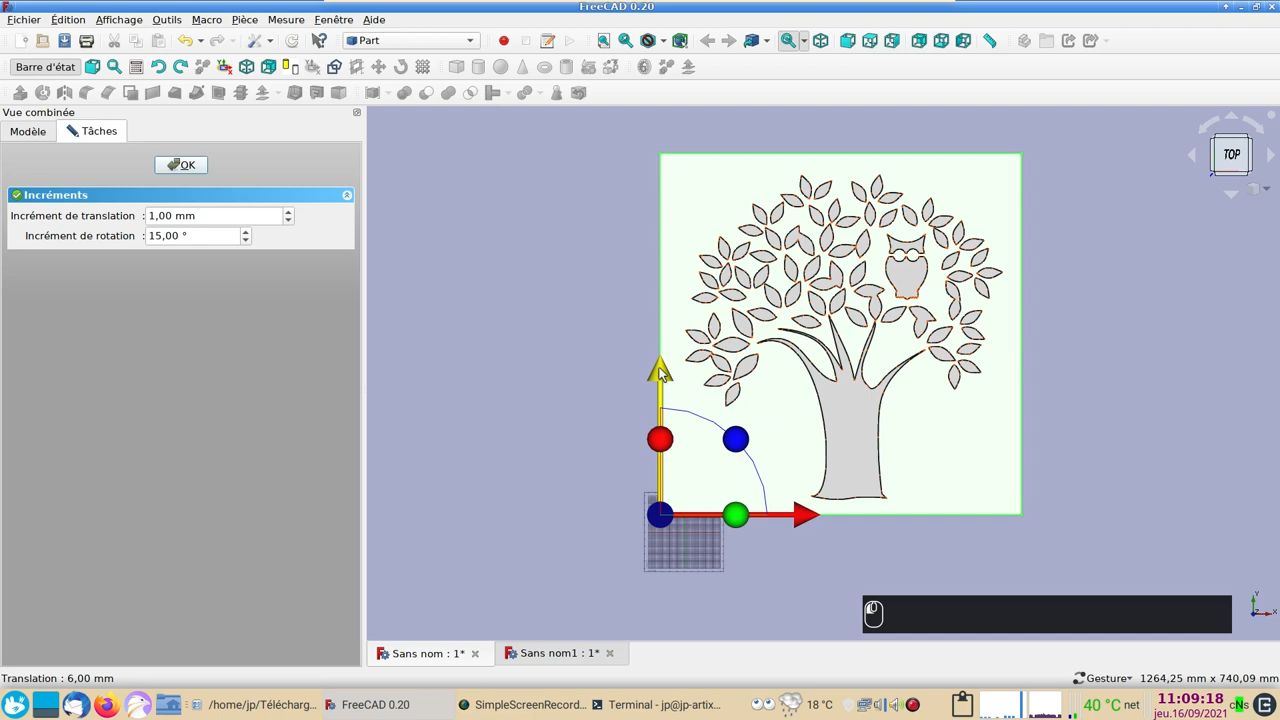 FreeCAD 0.20
Fichier Édition Affichage Outils Macro Pièce Mesure Fenêtre Aide
Part
Barre d'état
Vue combinée
Modèle Tâches
OK
Incréments
Incrément de translation : 1,00 mm
Incrément de rotation : 15,00 °
TOP
Y
Z X
Sans nom : 1* Sans nom1 : 1*
Translation : 6,00 mm Gesture 1264,25 mm x 740,09 mm
/home/jp/Télécharg... FreeCAD 0.20 SimpleScreenRecord... Terminal - jp@jp-artix... 18 °C 40 °C net 11:09:18 cNs
jeu.16/09/2021